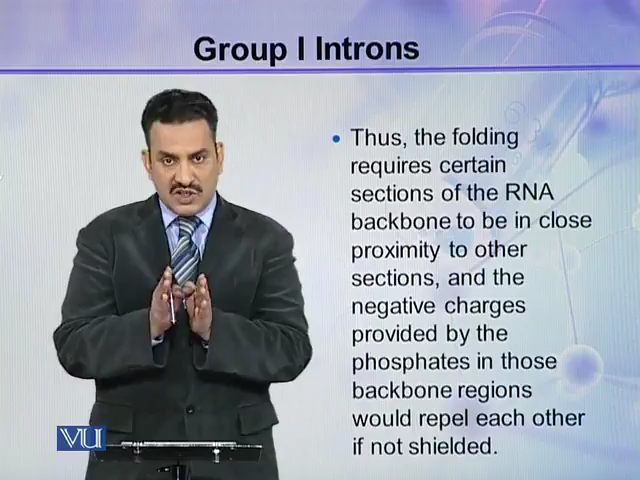 Group I Introns
• Thus, the folding
requires certain
sections of the RNA
backbone to be in close
proximity to other
sections, and the
negative charges
provided by the
phosphates in those
backbone regions
would repel each other
if not shielded.
VU